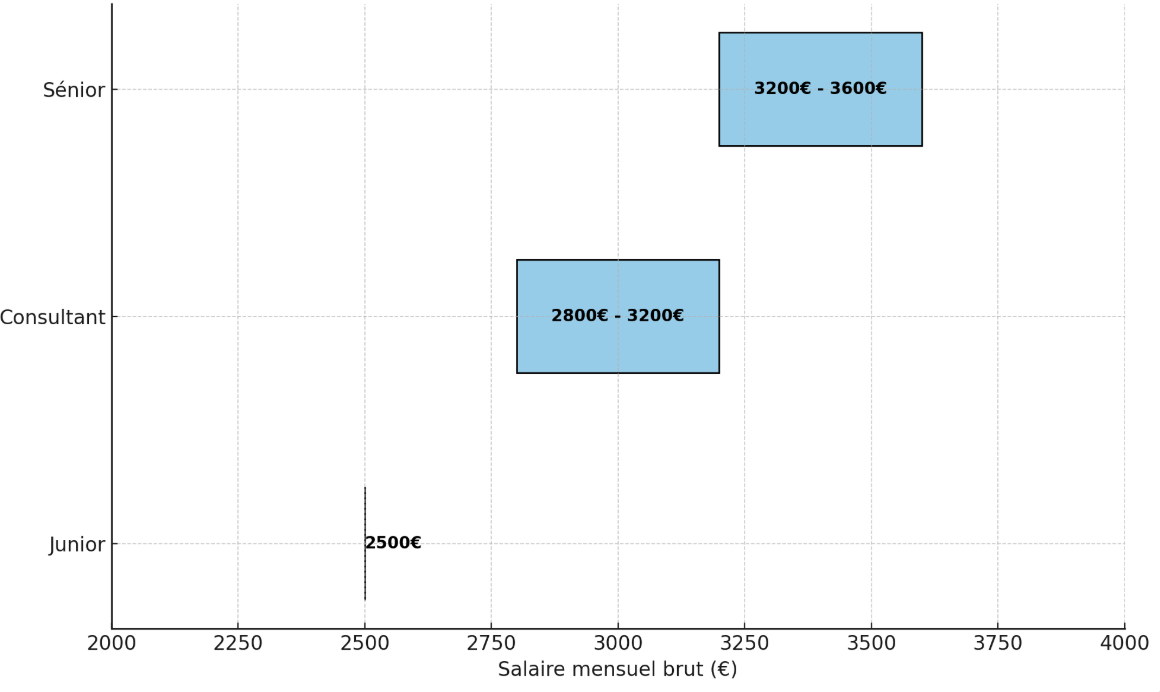 Sénior
3200€ - 3600€
Consultant
2800€ - 3200€
Junior
2500€
2000 2250 2500 2750 3000 3250 3500 3750 4000
Salaire mensuel brut (€)